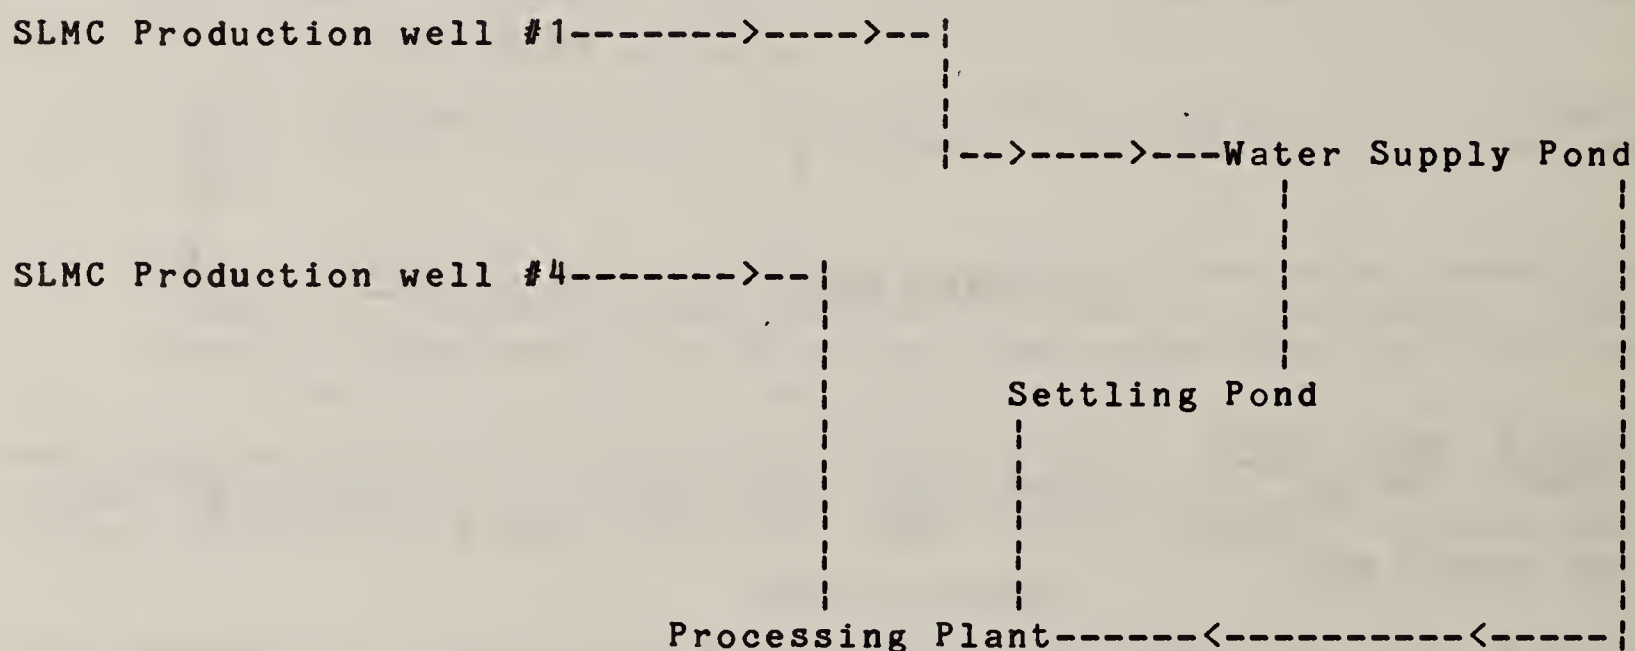 SLMC Production well #1------->---->--
-->---->---Water Supply Pond
SLMC Production well #4------->--
Settling Pond
Processing Plant------<----------<-----